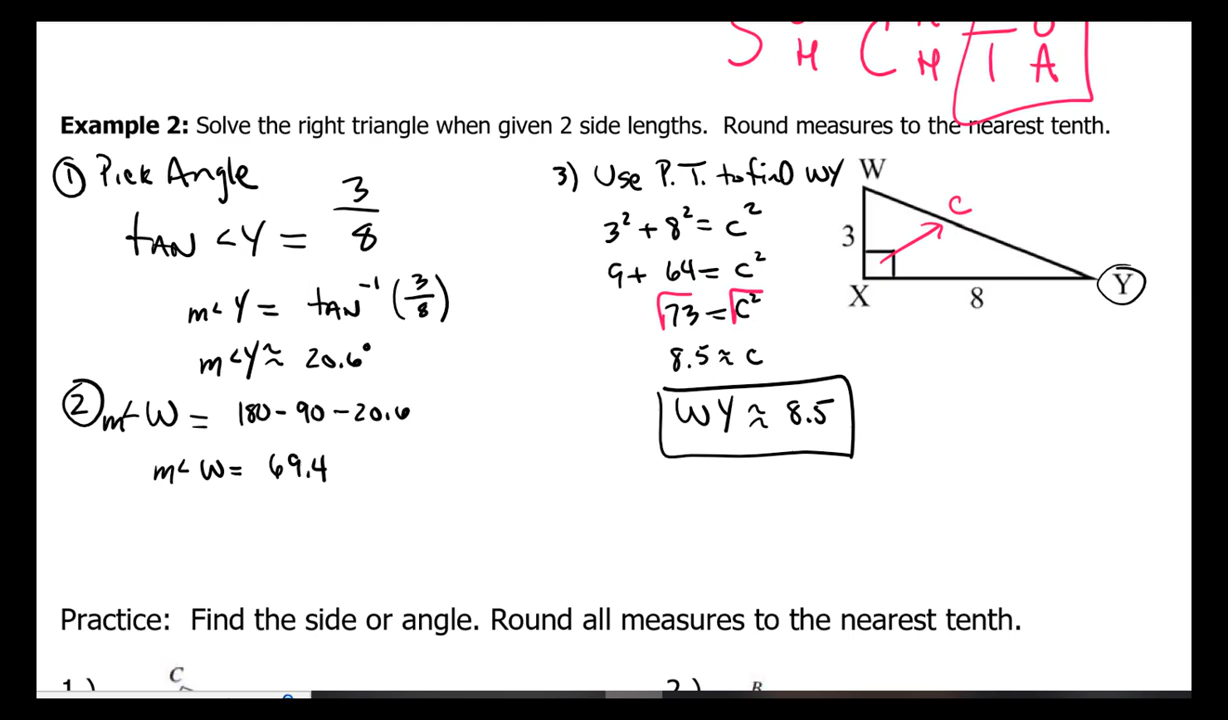 S H C H T O A
Example 2: Solve the right triangle when given 2 side lengths. Round measures to the nearest tenth.
① Pick Angle
tan <Y = 3/8
m<Y = tan⁻¹ (3/8)
m<Y ≈ 20.6°
② m<W = 180 - 90 - 20.6
m<W = 69.4
3) Use P.T. to find WY
3² + 8² = c²
9 + 64 = c²
√73 = √c²
8.5 ≈ c
WY ≈ 8.5
W
c
3
X
8
Y
Practice: Find the side or angle. Round all measures to the nearest tenth.
1)
C
2)
B